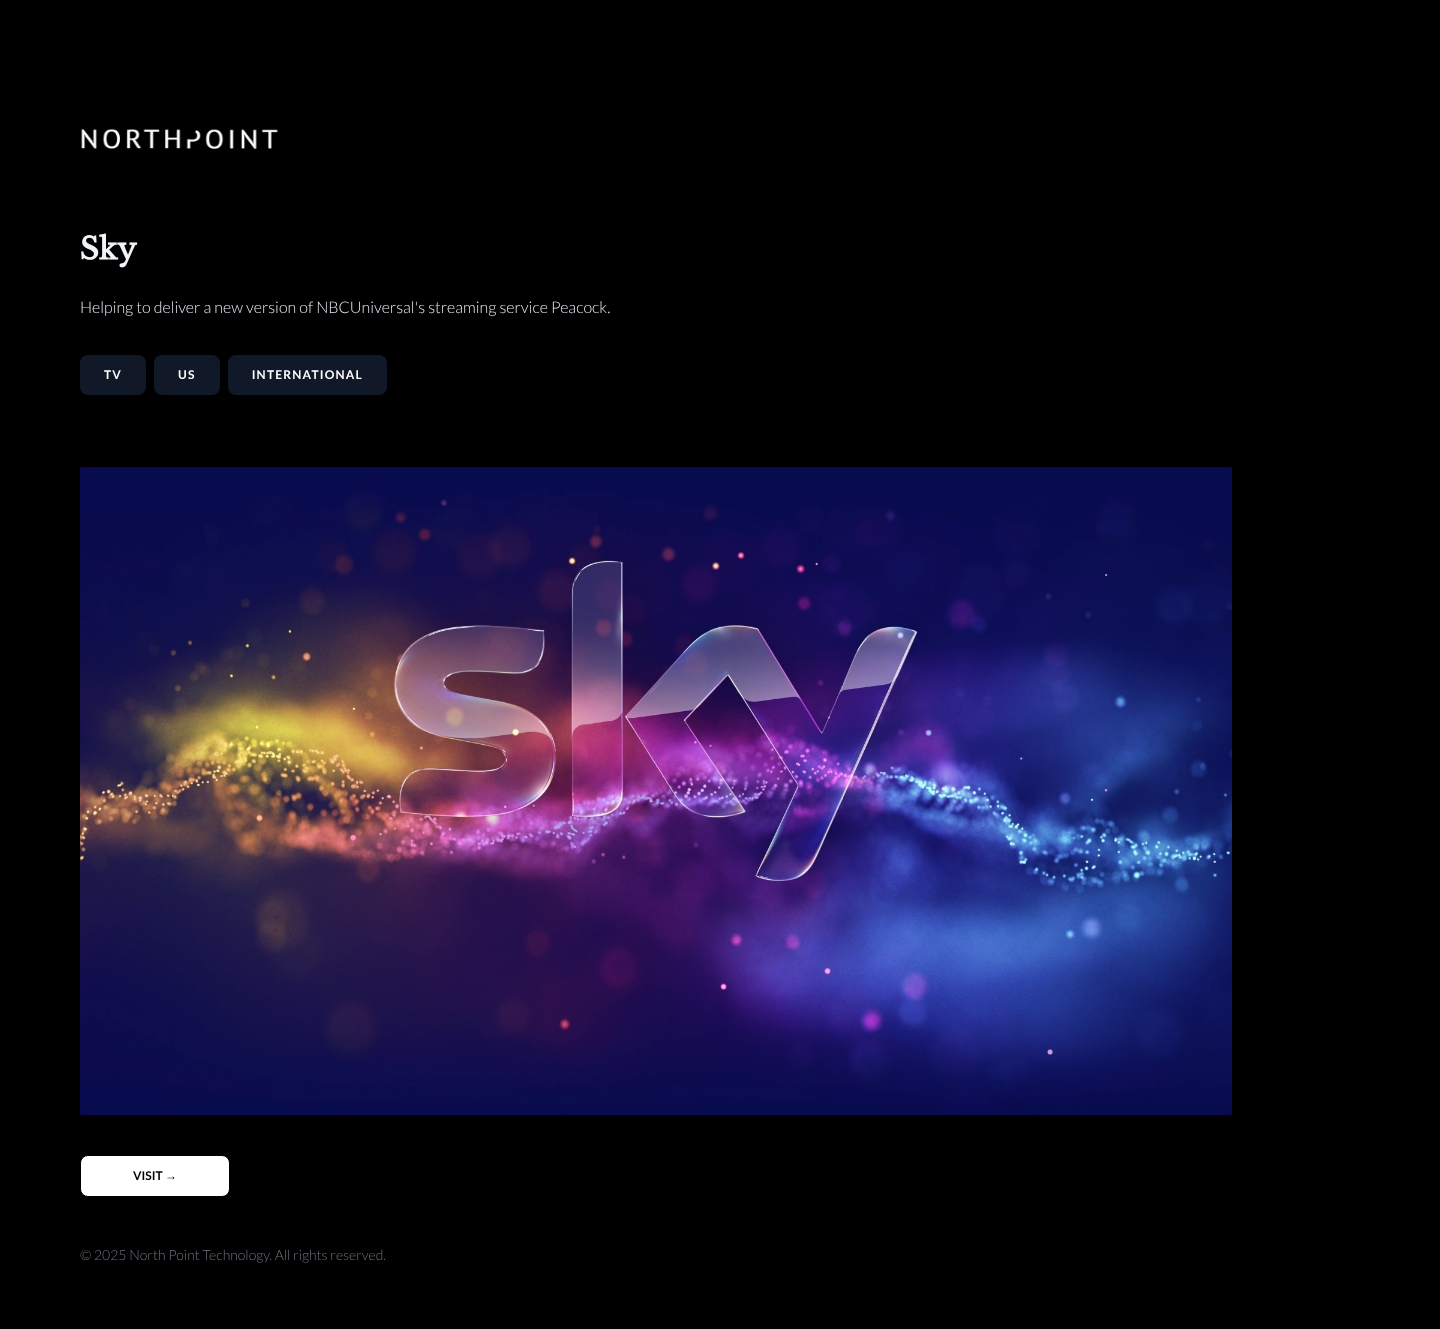 NORTHPOINT
Sky
Helping to deliver a new version of NBCUniversal's streaming service Peacock.
TV US INTERNATIONAL
sky
VISIT →
© 2025 North Point Technology. All rights reserved.